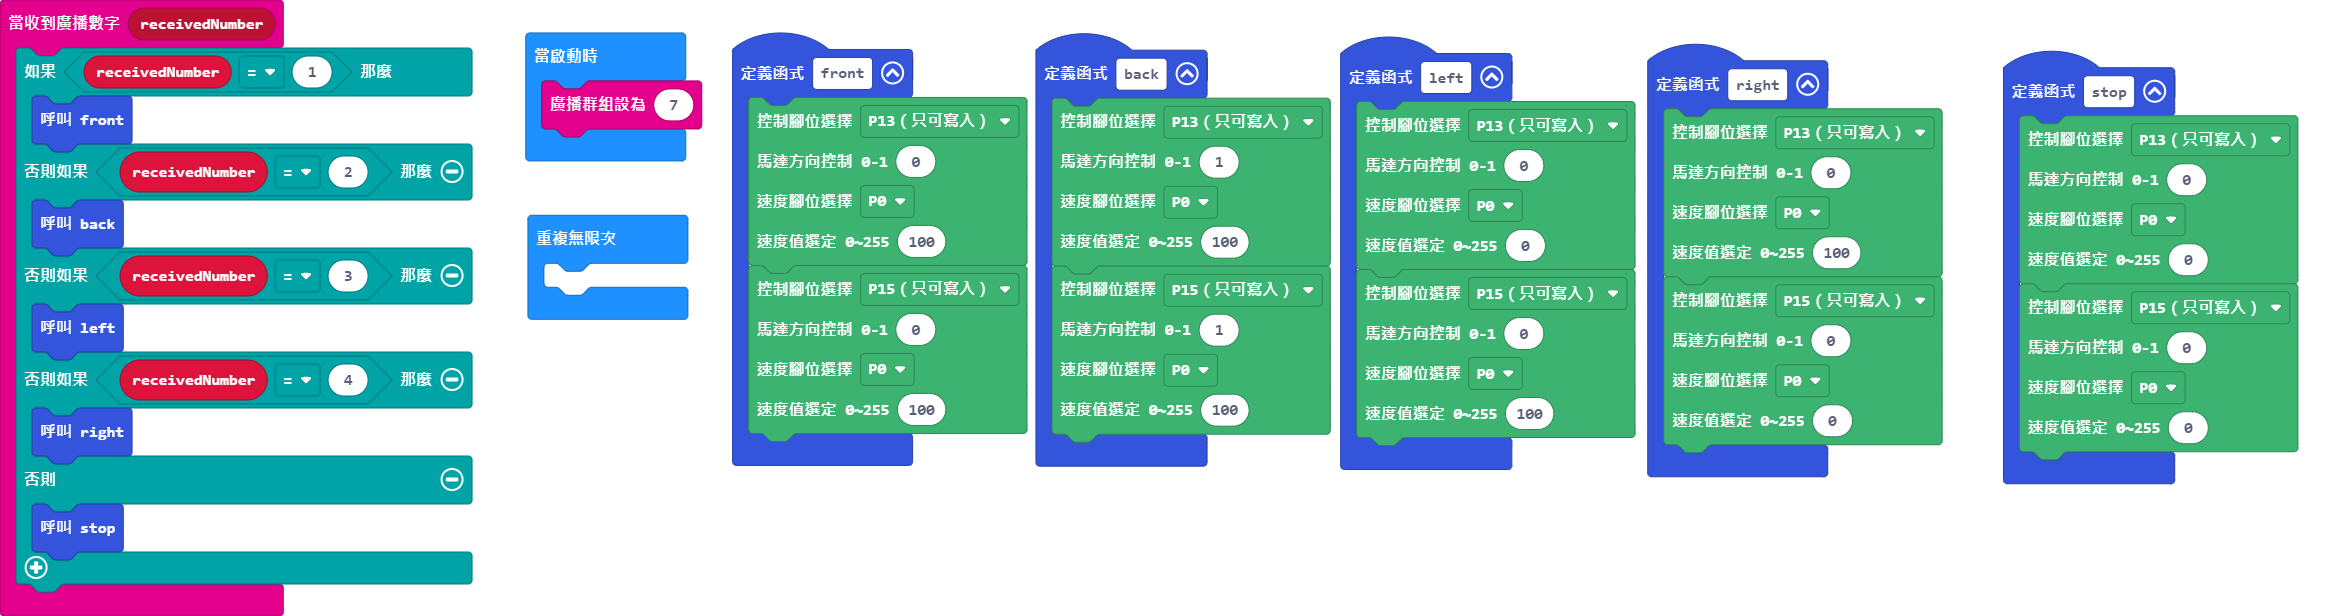 當收到廣播數字 receivedNumber
如果 receivedNumber = 1 那麼
呼叫 front
否則如果 receivedNumber = 2 那麼
呼叫 back
否則如果 receivedNumber = 3 那麼
呼叫 left
否則如果 receivedNumber = 4 那麼
呼叫 right
否則
呼叫 stop
當啟動時
廣播群組設為 7
重複無限次
定義函式 front
控制腳位選擇 P13(只可寫入)
馬達方向控制 0-1 0
速度腳位選擇 P0
速度值選定 0~255 100
控制腳位選擇 P15(只可寫入)
馬達方向控制 0-1 0
速度腳位選擇 P0
速度值選定 0~255 100
定義函式 back
控制腳位選擇 P13(只可寫入)
馬達方向控制 0-1 1
速度腳位選擇 P0
速度值選定 0~255 100
控制腳位選擇 P15(只可寫入)
馬達方向控制 0-1 1
速度腳位選擇 P0
速度值選定 0~255 100
定義函式 left
控制腳位選擇 P13(只可寫入)
馬達方向控制 0-1 0
速度腳位選擇 P0
速度值選定 0~255 0
控制腳位選擇 P15(只可寫入)
馬達方向控制 0-1 0
速度腳位選擇 P0
速度值選定 0~255 100
定義函式 right
控制腳位選擇 P13(只可寫入)
馬達方向控制 0-1 0
速度腳位選擇 P0
速度值選定 0~255 100
控制腳位選擇 P15(只可寫入)
馬達方向控制 0-1 0
速度腳位選擇 P0
速度值選定 0~255 0
定義函式 stop
控制腳位選擇 P13(只可寫入)
馬達方向控制 0-1 0
速度腳位選擇 P0
速度值選定 0~255 0
控制腳位選擇 P15(只可寫入)
馬達方向控制 0-1 0
速度腳位選擇 P0
速度值選定 0~255 0